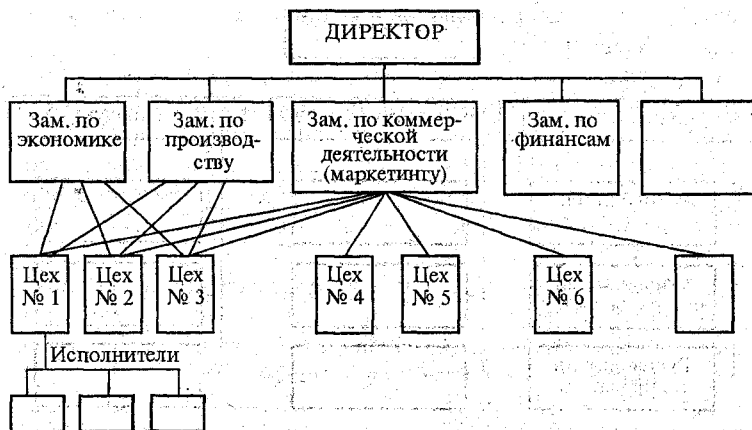 ДИРЕКТОР
Зам. по
экономике
Зам. по
производ-
ству
Зам. по коммер-
ческой
деятельности
(маркетингу)
Зам. по
финансам
Цех
№ 1
Цех
№ 2
Цех
№ 3
Цех
№ 4
Цех
№ 5
Цех
№ 6
Исполнители